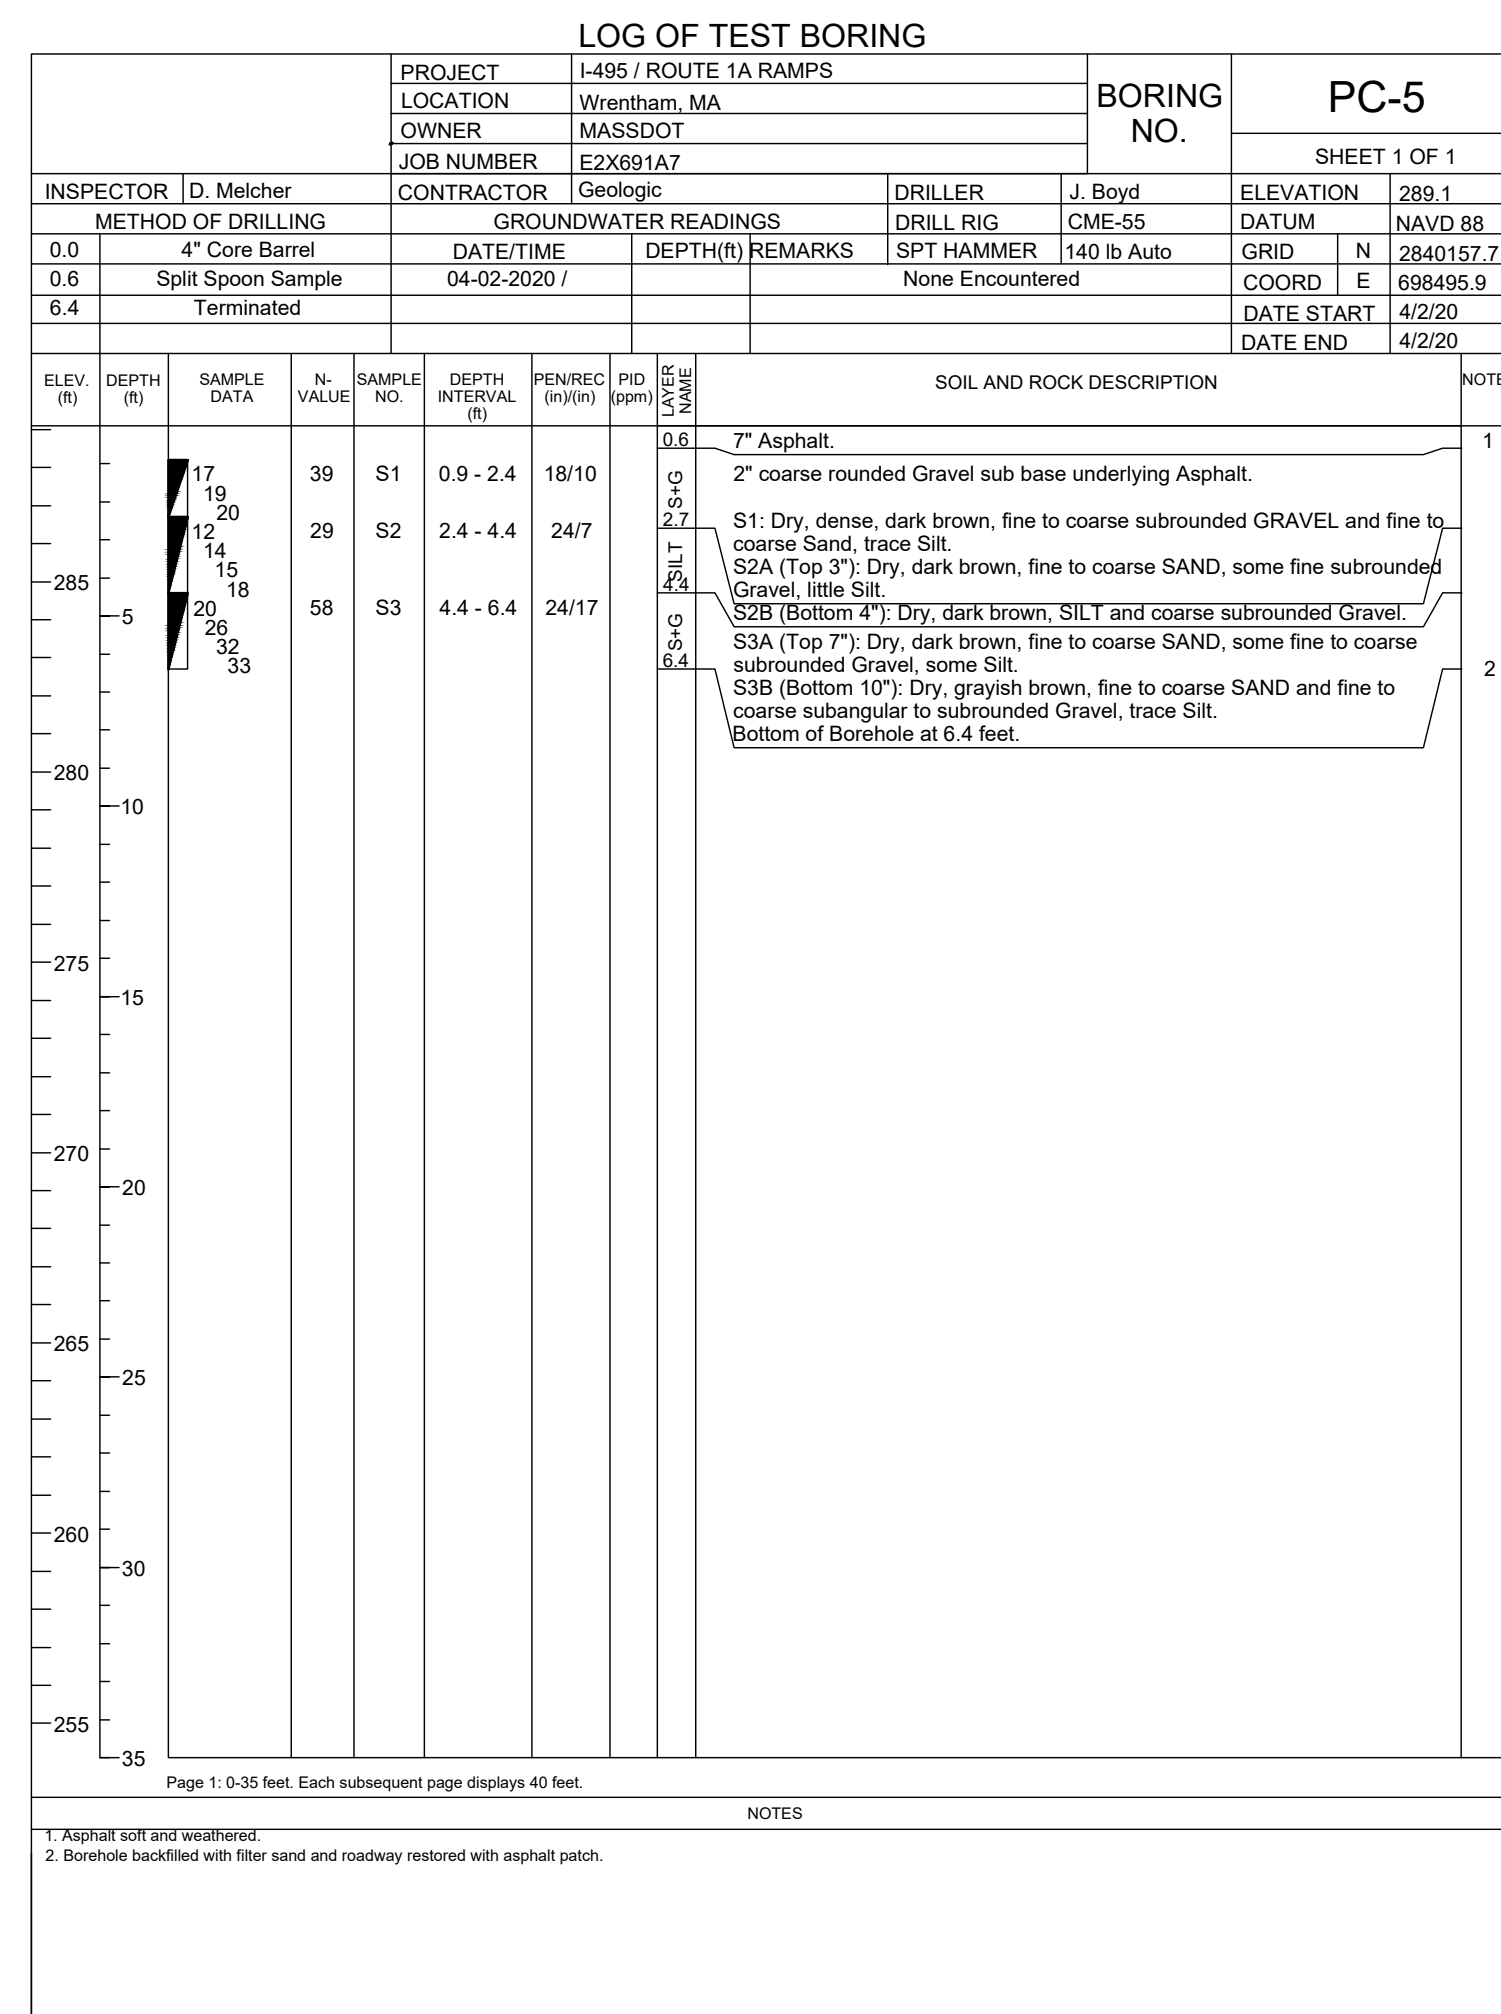 LOG OF TEST BORING
PROJECT I-495 / ROUTE 1A RAMPS
LOCATION Wrentham, MA
OWNER MASSDOT
JOB NUMBER E2X691A7
BORING NO.
PC-5
SHEET 1 OF 1
INSPECTOR D. Melcher CONTRACTOR Geologic DRILLER J. Boyd ELEVATION 289.1
METHOD OF DRILLING GROUNDWATER READINGS DRILL RIG CME-55 DATUM NAVD 88
0.0 4" Core Barrel DATE/TIME DEPTH(ft) REMARKS SPT HAMMER 140 lb Auto GRID N 2840157.7
0.6 Split Spoon Sample 04-02-2020 / None Encountered COORD E 698495.9
6.4 Terminated DATE START 4/2/20
DATE END 4/2/20
ELEV. (ft) DEPTH (ft) SAMPLE DATA N-VALUE SAMPLE NO. DEPTH INTERVAL (ft) PEN/REC (in)/(in) PID (ppm) LAYER NAME SOIL AND ROCK DESCRIPTION NOTE
0.6 7" Asphalt. 1
17 39 S1 0.9 - 2.4 18/10 S+G 2" coarse rounded Gravel sub base underlying Asphalt.
19
20
2.7 S1: Dry, dense, dark brown, fine to coarse subrounded GRAVEL and fine to
12 29 S2 2.4 - 4.4 24/7
coarse Sand, trace Silt.
14
SILT
15 S2A (Top 3"): Dry, dark brown, fine to coarse SAND, some fine subrounded
285
18 4.4 Gravel, little Silt.
20 58 S3 4.4 - 6.4 24/17 S2B (Bottom 4"): Dry, dark brown, SILT and coarse subrounded Gravel.
5
26
S+G
32 S3A (Top 7"): Dry, dark brown, fine to coarse SAND, some fine to coarse
33 6.4 subrounded Gravel, some Silt. 2
S3B (Bottom 10"): Dry, grayish brown, fine to coarse SAND and fine to
coarse subangular to subrounded Gravel, trace Silt.
Bottom of Borehole at 6.4 feet.
280
10
275
15
270
20
265
25
260
30
255
35
Page 1: 0-35 feet. Each subsequent page displays 40 feet.
NOTES
1. Asphalt soft and weathered.
2. Borehole backfilled with filter sand and roadway restored with asphalt patch.